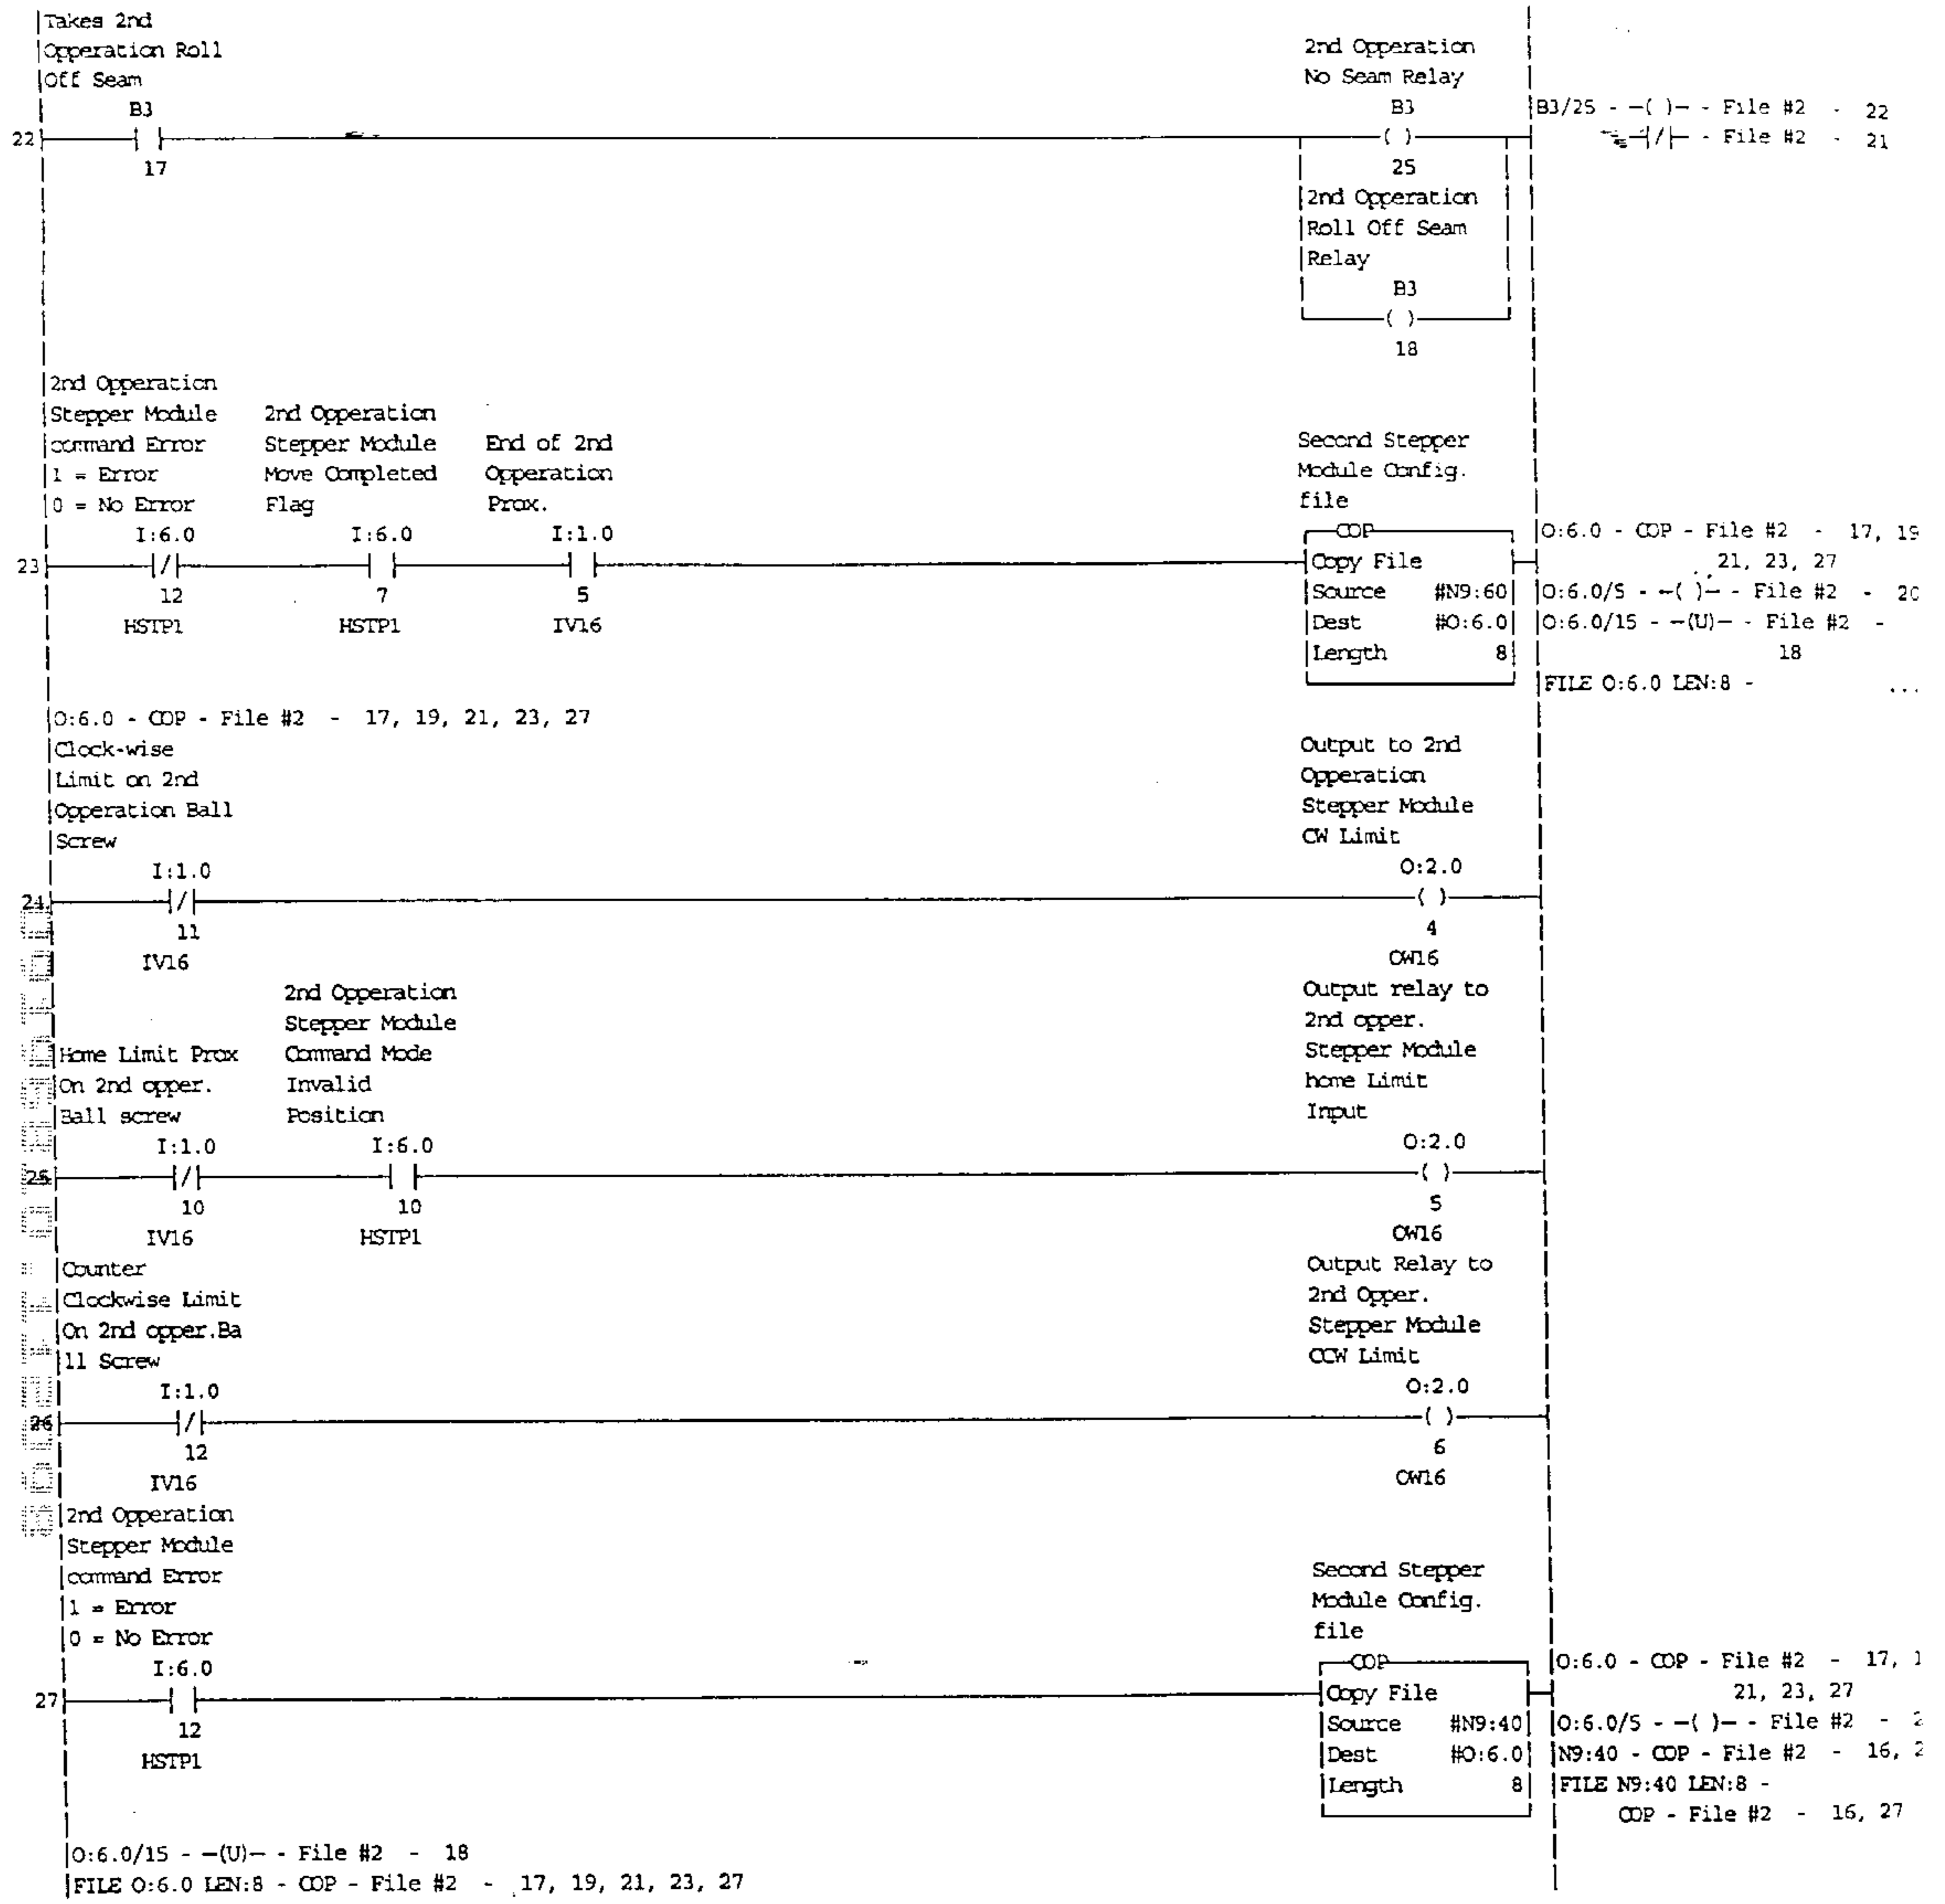 Takes 2nd
Opperation Roll
Off Seam
B3
22
17
2nd Opperation
No Seam Relay
B3
( )
25
2nd Opperation
Roll Off Seam
Relay
B3
( )
18
B3/25 - -( )- - File #2 - 22
-|/|- - File #2 - 21
2nd Opperation
Stepper Module
command Error
1 = Error
0 = No Error
I:6.0
23
12
HSTP1
2nd Opperation
Stepper Module
Move Completed
Flag
I:6.0
7
HSTP1
End of 2nd
Opperation
Prox.
I:1.0
5
IV16
Second Stepper
Module Config.
file
COP
Copy File
Source #N9:60
Dest #O:6.0
Length 8
O:6.0 - COP - File #2 - 17, 19
21, 23, 27
O:6.0/5 - -( )- - File #2 - 20
O:6.0/15 - -(U)- - File #2 -
18
FILE O:6.0 LEN:8 - ...
O:6.0 - COP - File #2 - 17, 19, 21, 23, 27
Clock-wise
Limit on 2nd
Opperation Ball
Screw
I:1.0
24
11
IV16
Output to 2nd
Opperation
Stepper Module
CW Limit
O:2.0
( )
4
OW16
Home Limit Prox
On 2nd opper.
Ball screw
I:1.0
25
10
IV16
2nd Opperation
Stepper Module
Command Mode
Invalid
Position
I:6.0
10
HSTP1
Output relay to
2nd opper.
Stepper Module
home Limit
Input
O:2.0
( )
5
OW16
Counter
Clockwise Limit
On 2nd opper.Ba
ll Screw
I:1.0
26
12
IV16
Output Relay to
2nd Opper.
Stepper Module
CCW Limit
O:2.0
( )
6
OW16
2nd Opperation
Stepper Module
command Error
1 = Error
0 = No Error
I:6.0
27
12
HSTP1
Second Stepper
Module Config.
file
COP
Copy File
Source #N9:40
Dest #O:6.0
Length 8
O:6.0 - COP - File #2 - 17,
21, 23, 27
O:6.0/5 - -( )- - File #2 -
N9:40 - COP - File #2 - 16,
FILE N9:40 LEN:8 -
COP - File #2 - 16, 27
O:6.0/15 - -(U)- - File #2 - 18
FILE O:6.0 LEN:8 - COP - File #2 - 17, 19, 21, 23, 27